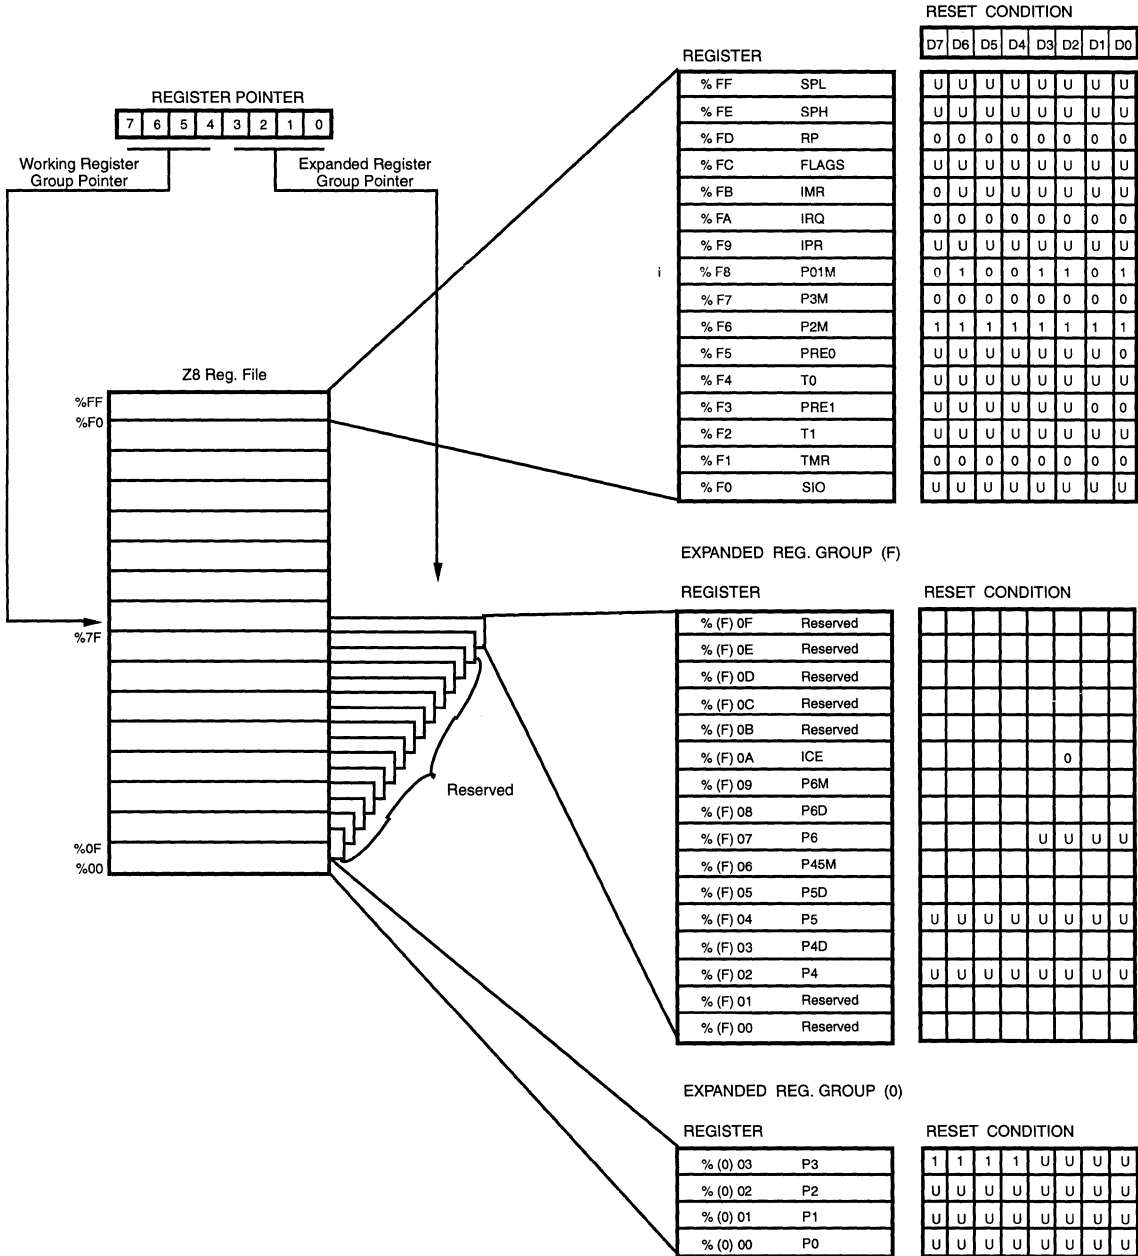 RESET CONDITION
D7 D6 D5 D4 D3 D2 D1 D0
REGISTER
% FF SPL U U U U U U U U
% FE SPH U U U U U U U U
% FD RP 0 0 0 0 0 0 0 0
% FC FLAGS U U U U U U U U
% FB IMR 0 U U U U U U U
% FA IRQ 0 0 0 0 0 0 0 0
% F9 IPR U U U U U U U U
i % F8 P01M 0 1 0 0 1 1 0 1
% F7 P3M 0 0 0 0 0 0 0 0
% F6 P2M 1 1 1 1 1 1 1 1
% F5 PRE0 U U U U U U U 0
% F4 T0 U U U U U U U U
% F3 PRE1 U U U U U U 0 0
% F2 T1 U U U U U U U U
% F1 TMR 0 0 0 0 0 0 0 0
% F0 SIO U U U U U U U U
REGISTER POINTER
7 6 5 4 3 2 1 0
Working Register
Group Pointer
Expanded Register
Group Pointer
Z8 Reg. File
%FF
%F0
%7F
%0F
%00
Reserved
EXPANDED REG. GROUP (F)
REGISTER RESET CONDITION
% (F) 0F Reserved
% (F) 0E Reserved
% (F) 0D Reserved
% (F) 0C Reserved
% (F) 0B Reserved
% (F) 0A ICE 0
% (F) 09 P6M
% (F) 08 P6D
% (F) 07 P6 U U U U
% (F) 06 P45M
% (F) 05 P5D
% (F) 04 P5 U U U U U U U U
% (F) 03 P4D
% (F) 02 P4 U U U U U U U U
% (F) 01 Reserved
% (F) 00 Reserved
EXPANDED REG. GROUP (0)
REGISTER RESET CONDITION
% (0) 03 P3 1 1 1 1 U U U U
% (0) 02 P2 U U U U U U U U
% (0) 01 P1 U U U U U U U U
% (0) 00 P0 U U U U U U U U